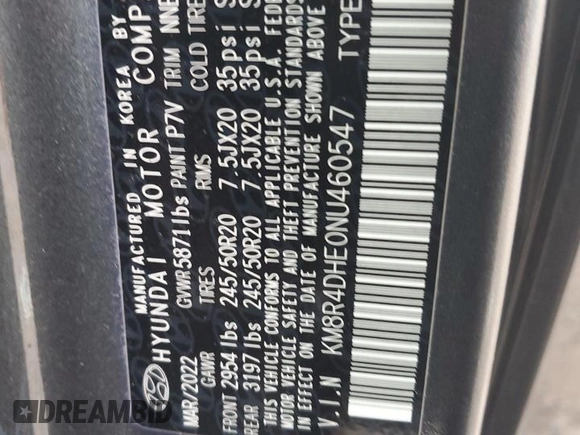 MANUFACTURED IN KOREA BY
HYUNDAI MOTOR COMP
MAR/2022 GVWR 5871 lbs PAINT P7V TRIM NNB
GAWR TIRES RIMS COLD TIRE
FRONT 2954 lbs 245/50R20 7.5JX20 35psi S
REAR 3197 lbs 245/50R20 7.5JX20 35psi S
THIS VEHICLE CONFORMS TO ALL APPLICABLE U.S.A. FEDE
MOTOR VEHICLE SAFETY AND THEFT PREVENTION STANDARDS
IN EFFECT ON THE DATE OF MANUFACTURE SHOWN ABOVE
V.I.N KM8R4DHE0NU460547 TYPE
DREAMBID